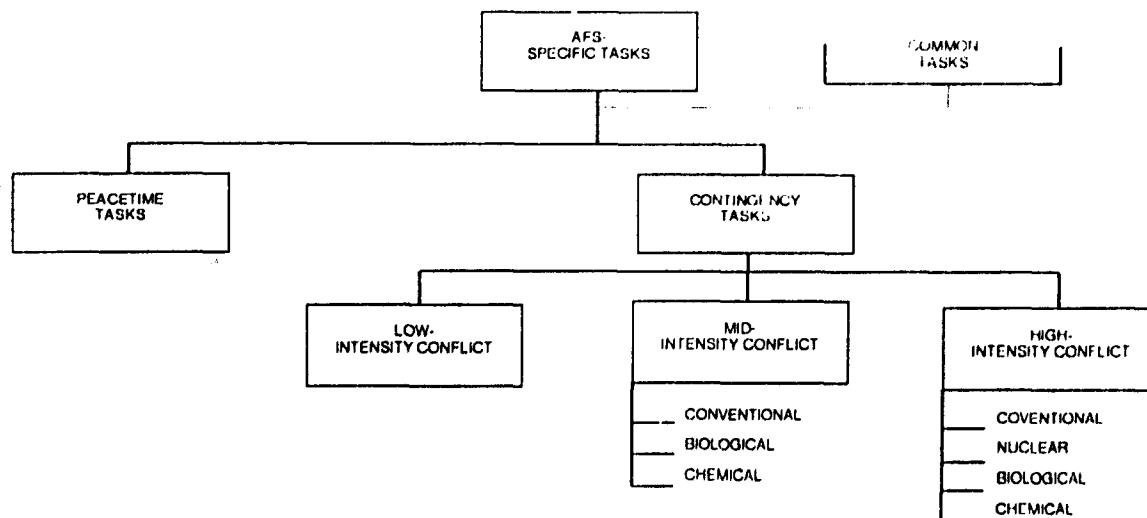 AFS-
SPECIFIC TASKS
COMMON
TASKS
PEACETIME
TASKS
CONTINGENCY
TASKS
LOW-
INTENSITY CONFLICT
MID-
INTENSITY CONFLICT
HIGH-
INTENSITY CONFLICT
CONVENTIONAL
BIOLOGICAL
CHEMICAL
COVENTIONAL
NUCLEAR
BIOLOGICAL
CHEMICAL